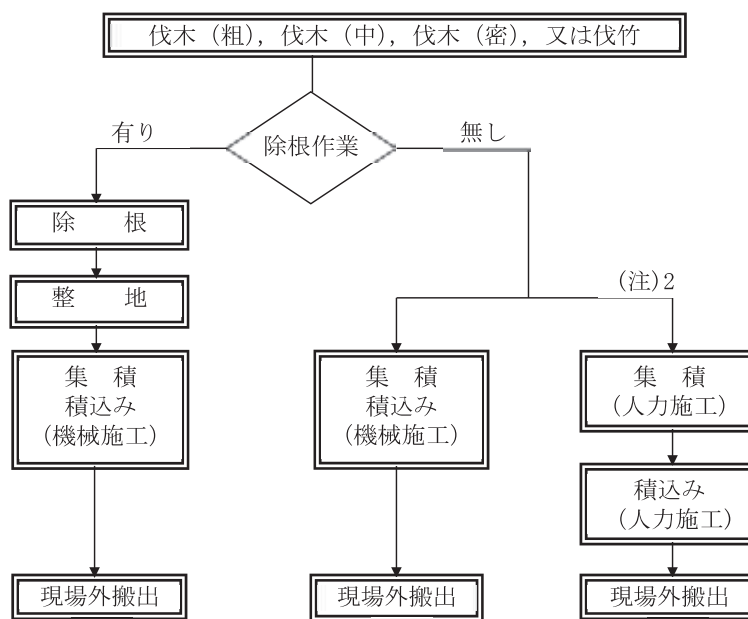 伐木（粗），伐木（中），伐木（密），又は伐竹
除根作業
有り
無し
除　根
整　地
集　積
積込み
（機械施工）
現場外搬出
集　積
積込み
（機械施工）
現場外搬出
（注）2
集　積
（人力施工）
積込み
（人力施工）
現場外搬出